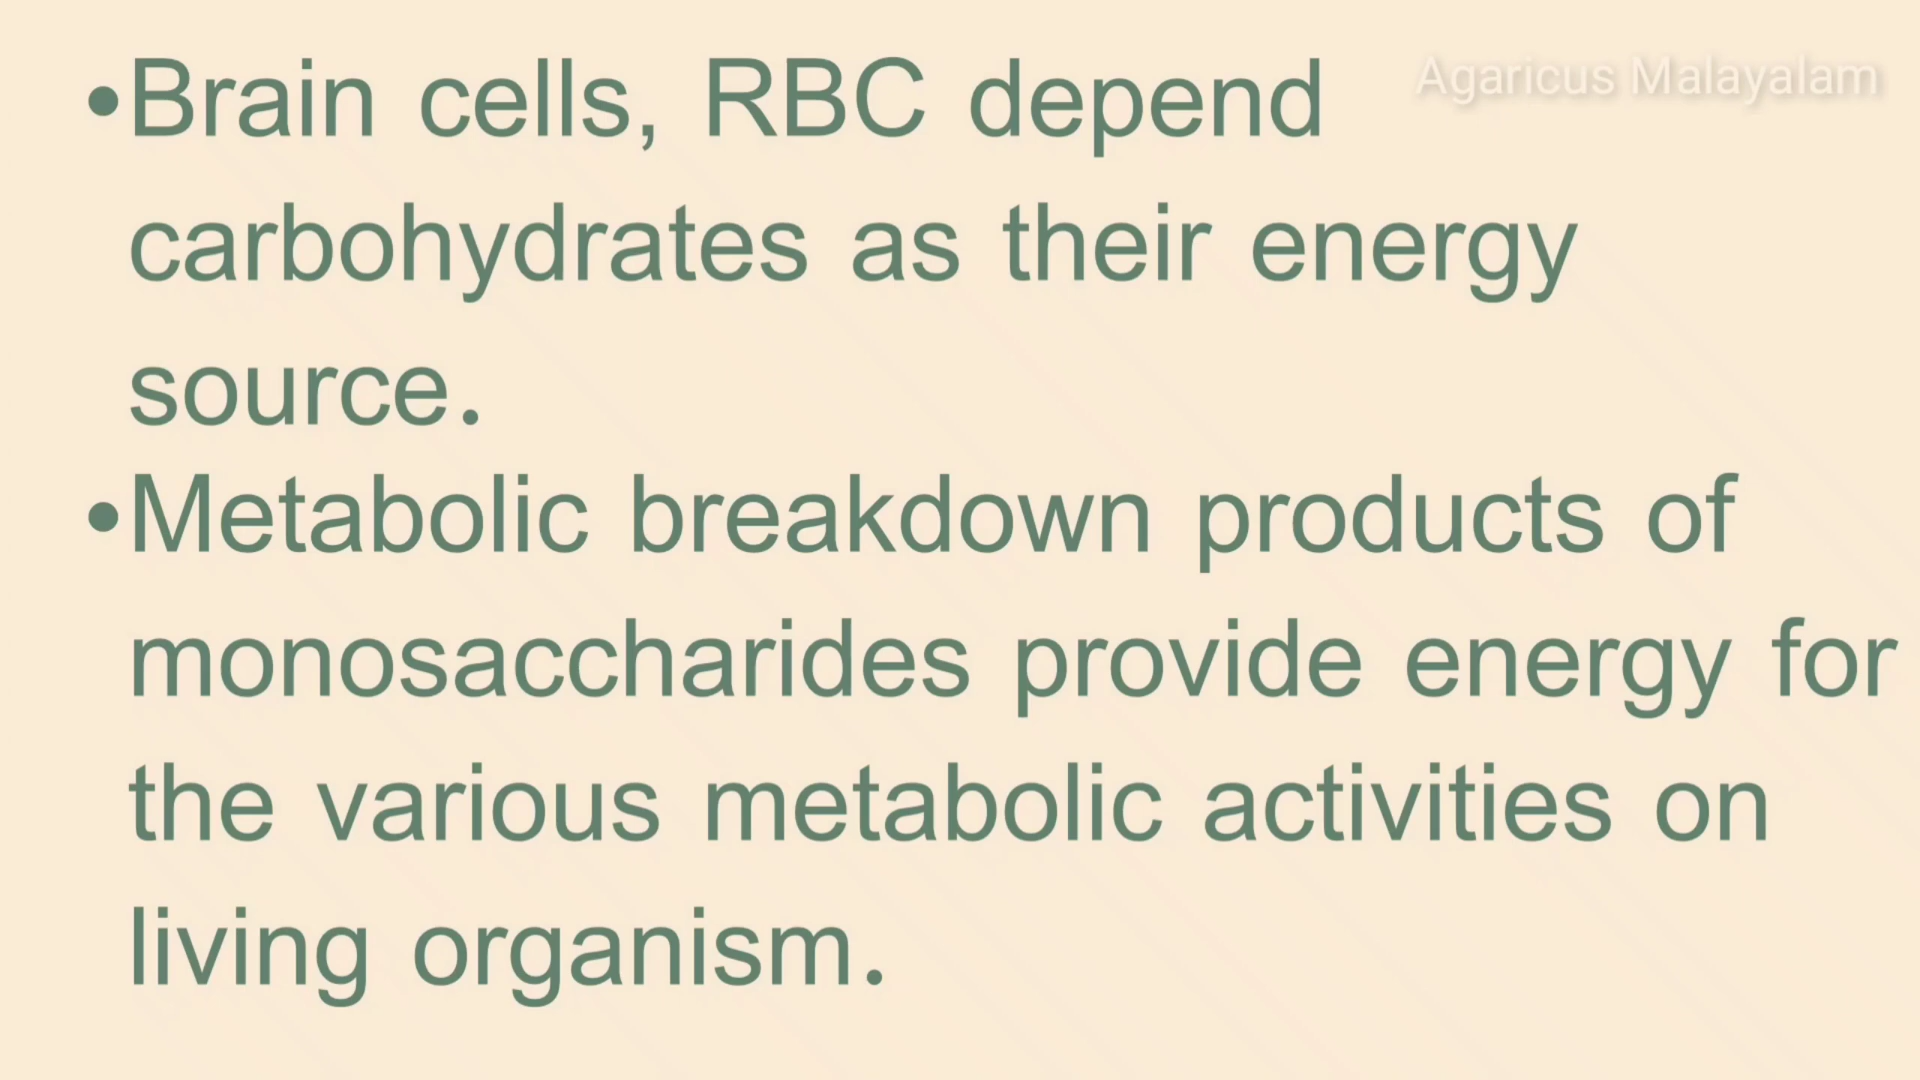 •Brain cells, RBC depend
Agaricus Malayalam
carbohydrates as their energy
source.
•Metabolic breakdown products of
monosaccharides provide energy for
the various metabolic activities on
living organism.